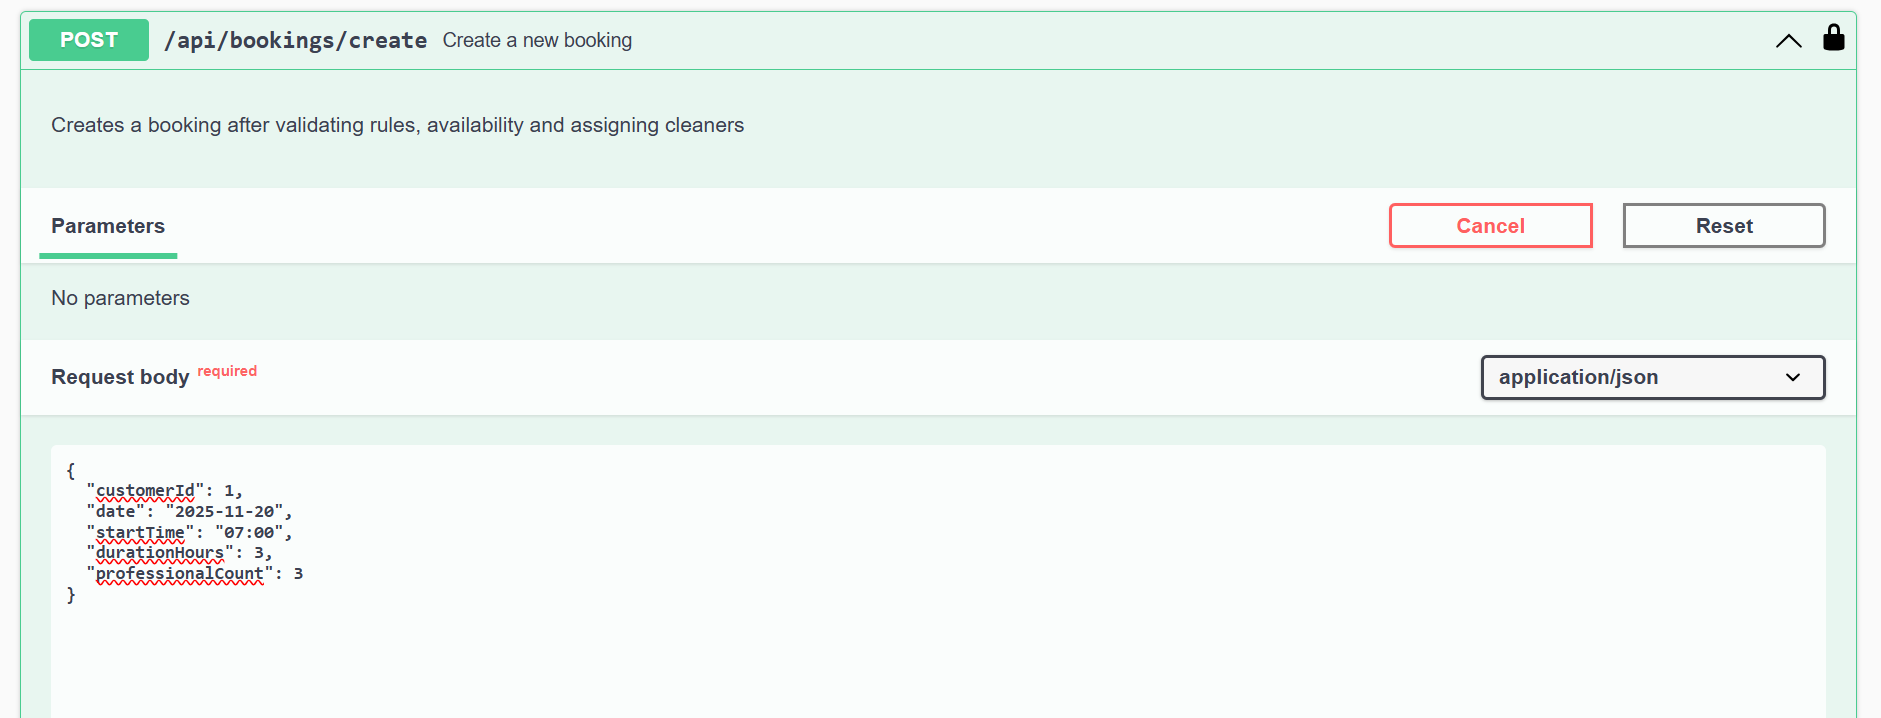 POST /api/bookings/create Create a new booking
Creates a booking after validating rules, availability and assigning cleaners
Parameters Cancel Reset
No parameters
Request body required application/json
{
  "customerId": 1,
  "date": "2025-11-20",
  "startTime": "07:00",
  "durationHours": 3,
  "professionalCount": 3
}